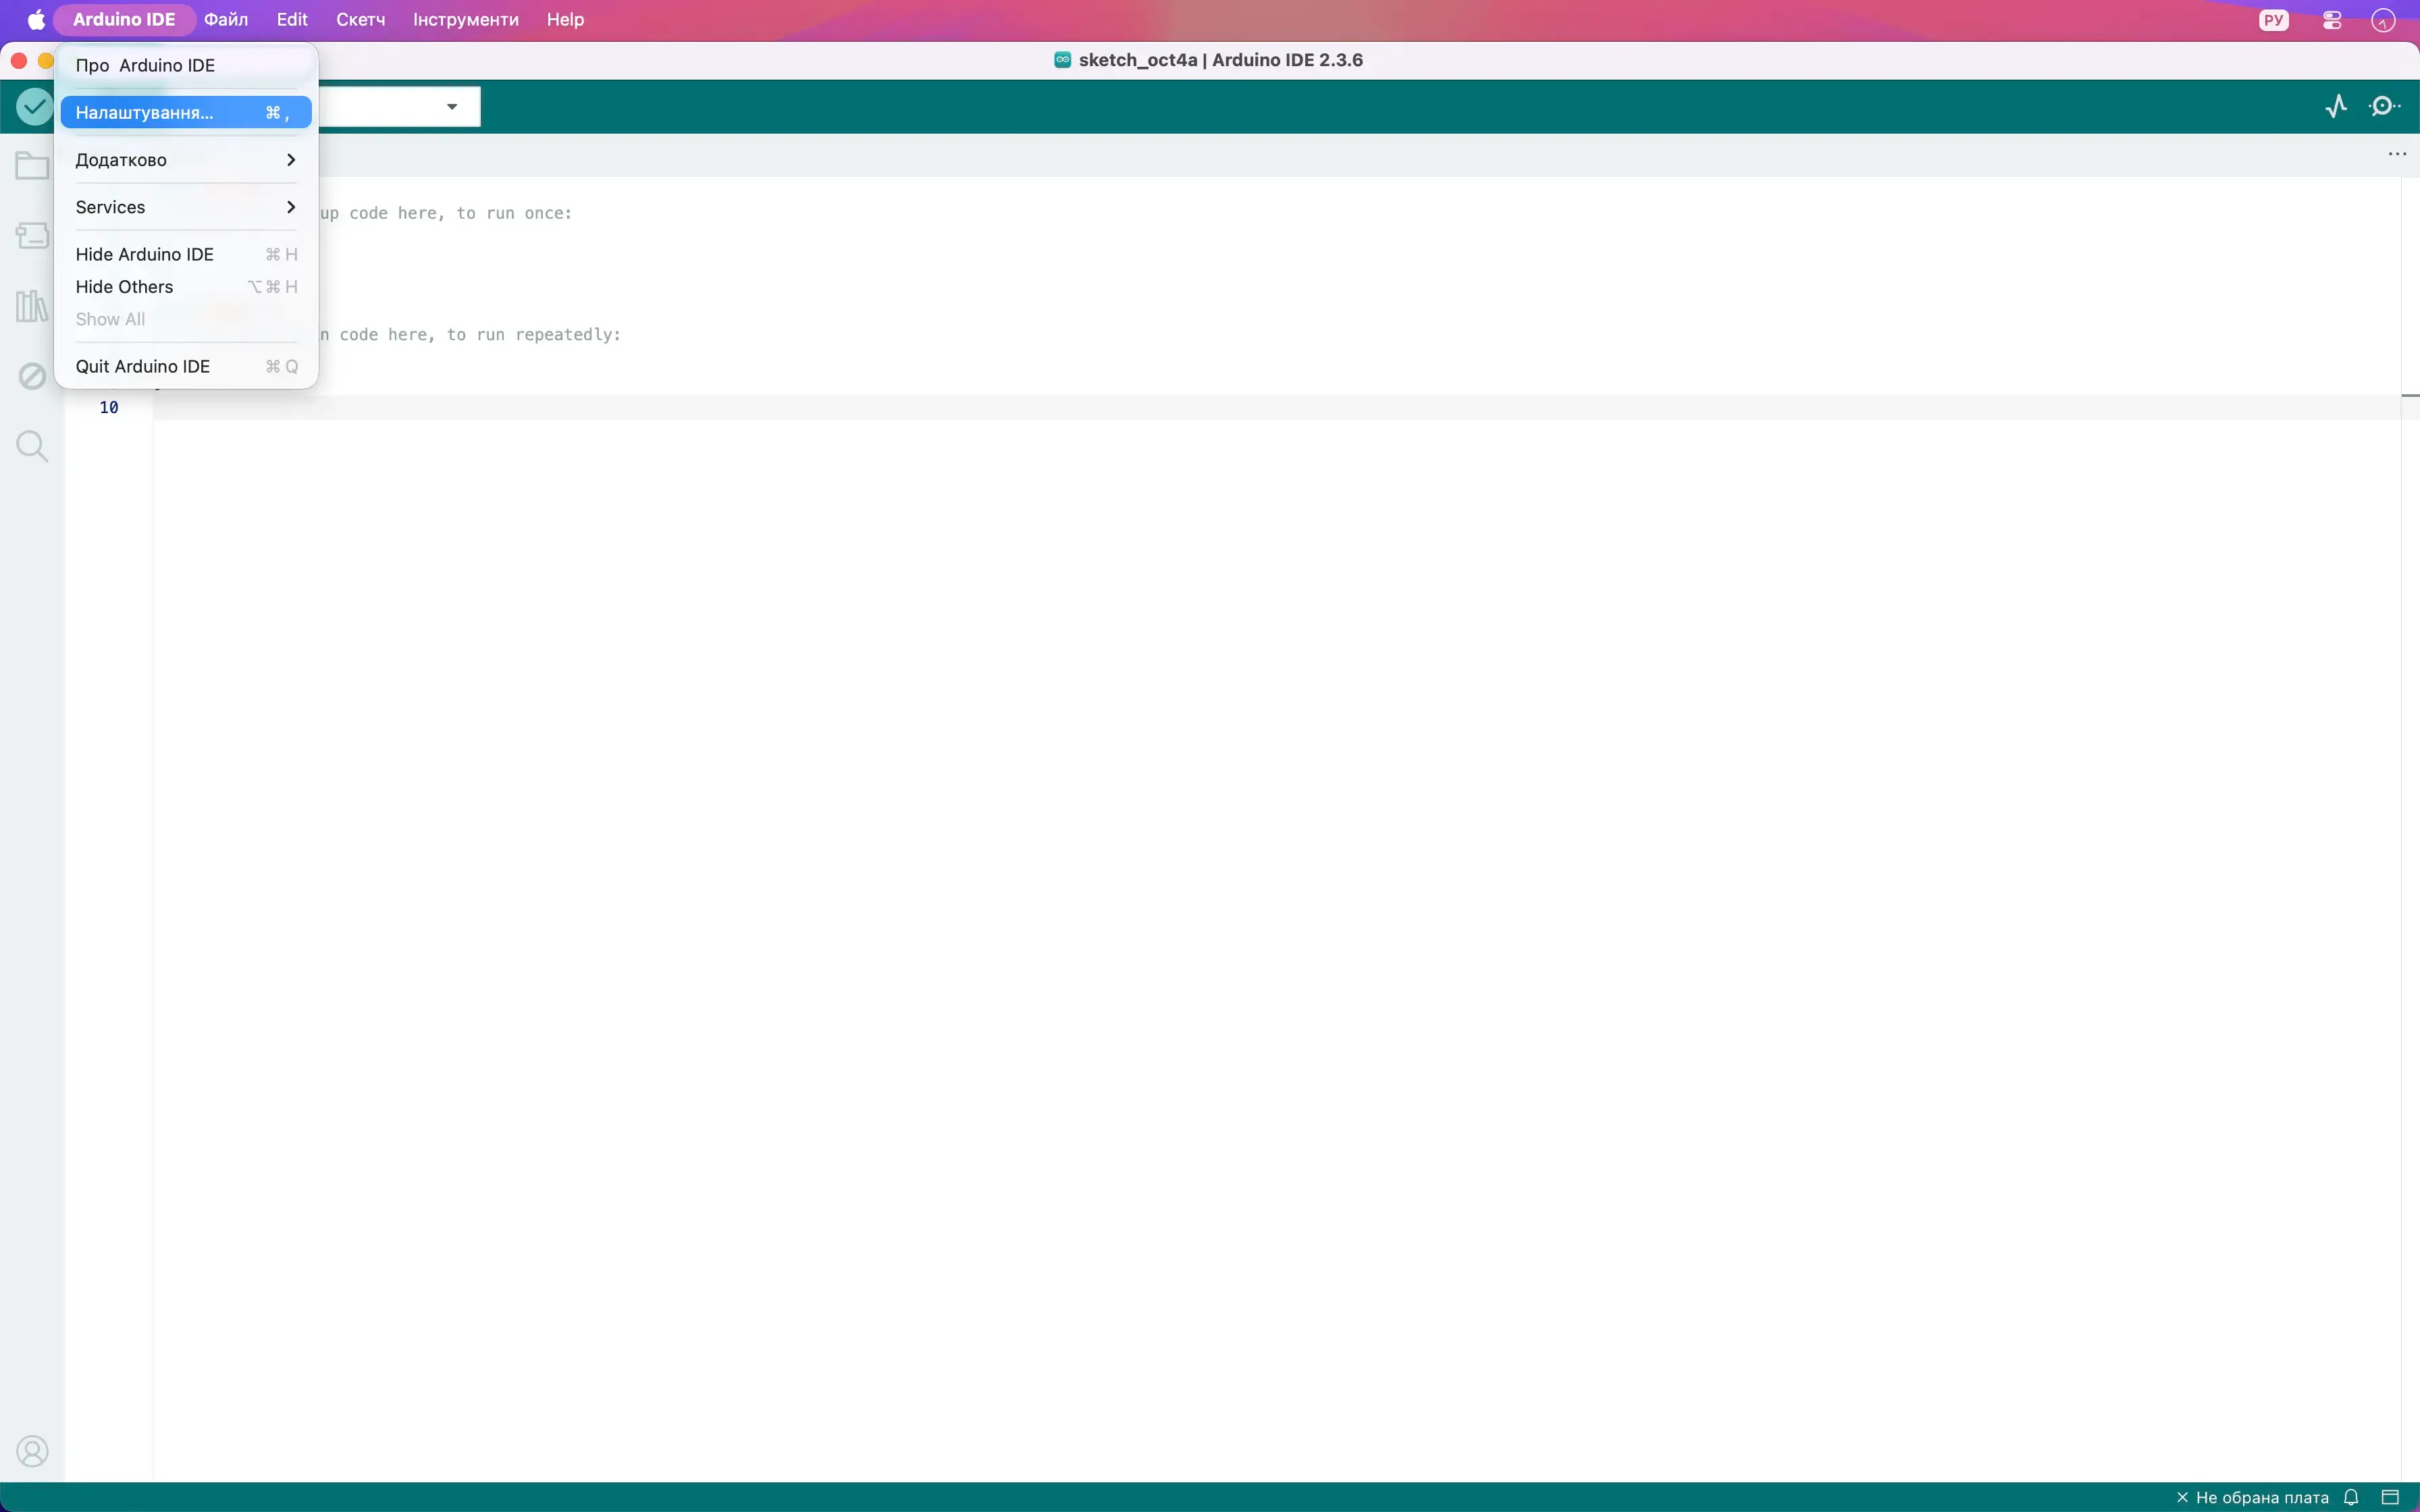 Arduino IDE Файл Edit Скетч Інструменти Help РУ
sketch_oct4a | Arduino IDE 2.3.6
Про Arduino IDE
Налаштування... ⌘ ,
Додатково
Services
up code here, to run once:
Hide Arduino IDE ⌘ H
Hide Others ⌥ ⌘ H
Show All
n code here, to run repeatedly:
Quit Arduino IDE ⌘ Q
10
Не обрана плата